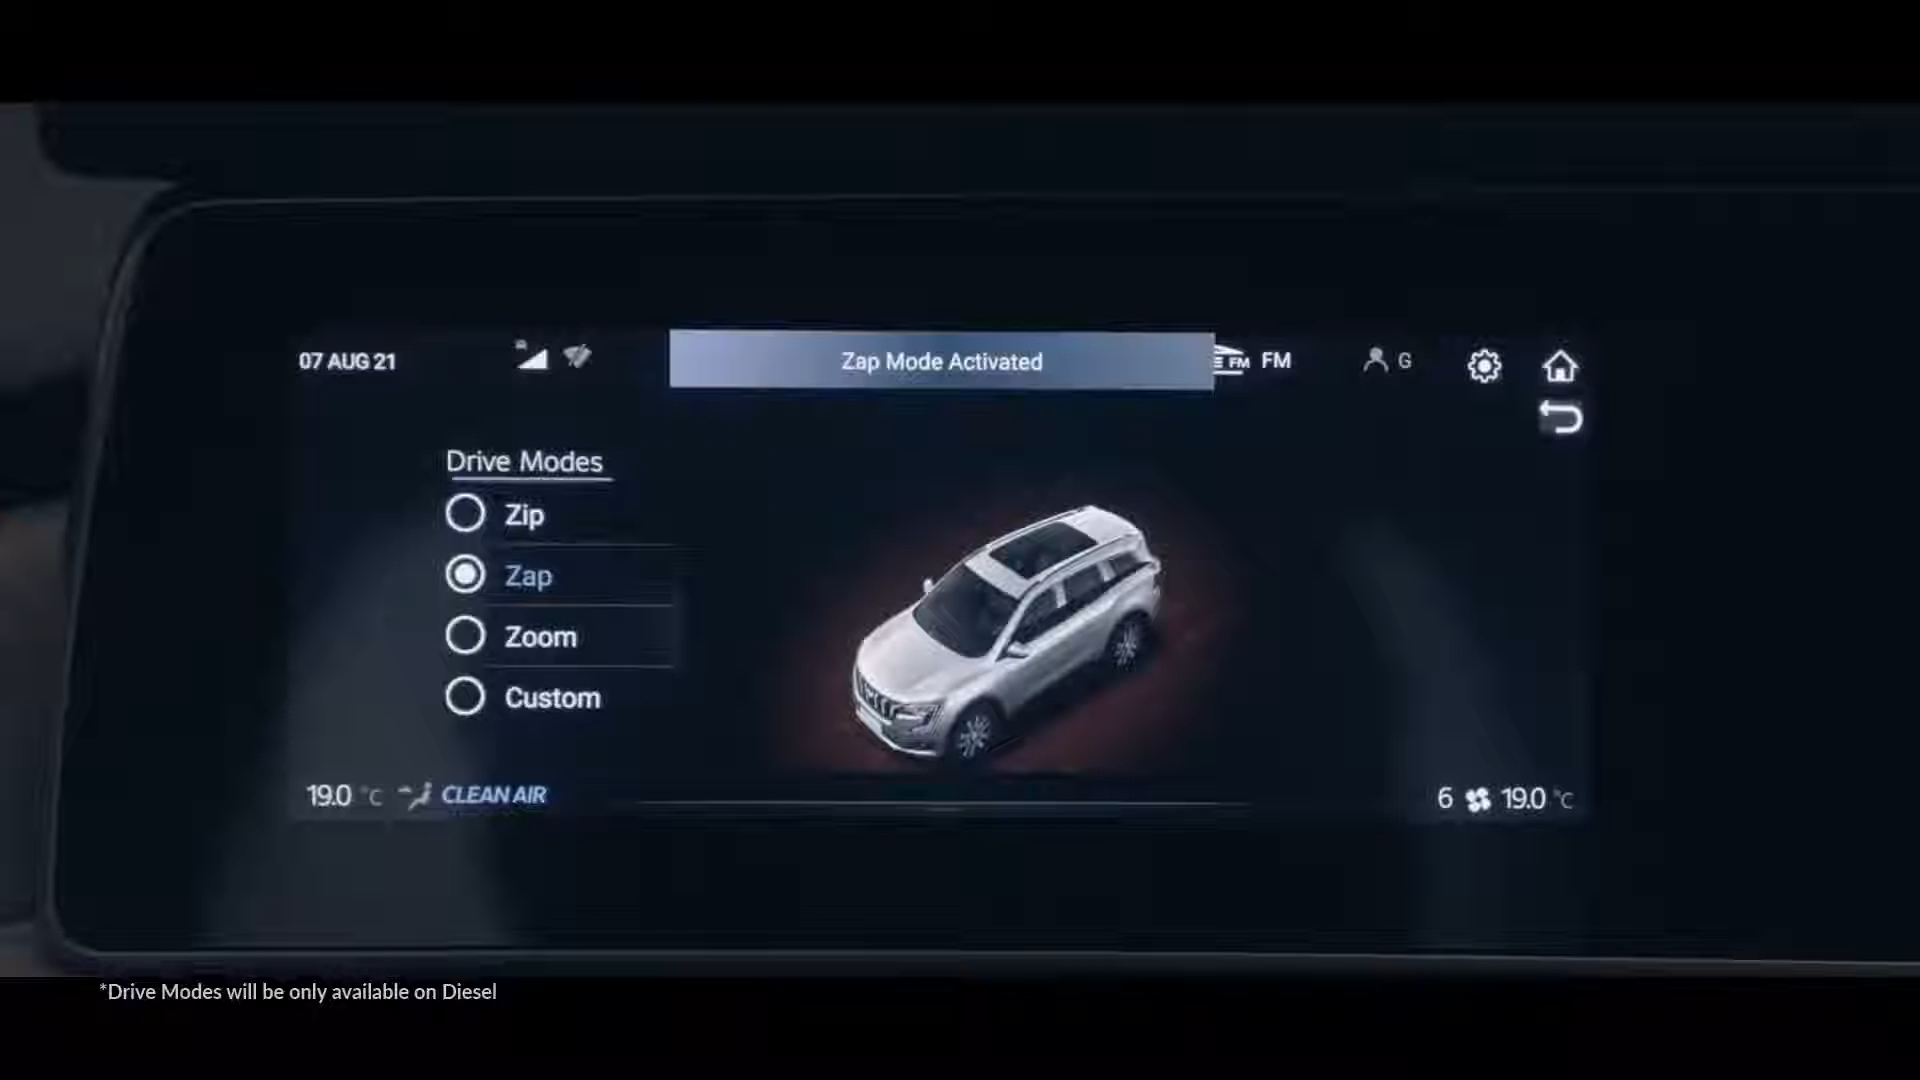 07 AUG 21
Zap Mode Activated
FM FM
G
Drive Modes
Zip
Zap
Zoom
Custom
19.0 °C CLEAN AIR
6 19.0 °C
*Drive Modes will be only available on Diesel